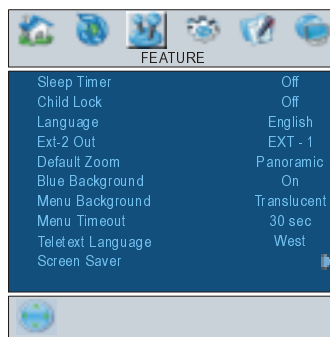 FEATURE
Sleep Timer Off
Child Lock Off
Language English
Ext-2 Out EXT - 1
Default Zoom Panoramic
Blue Background On
Menu Background Translucent
Menu Timeout 30 sec
Teletext Language West
Screen Saver